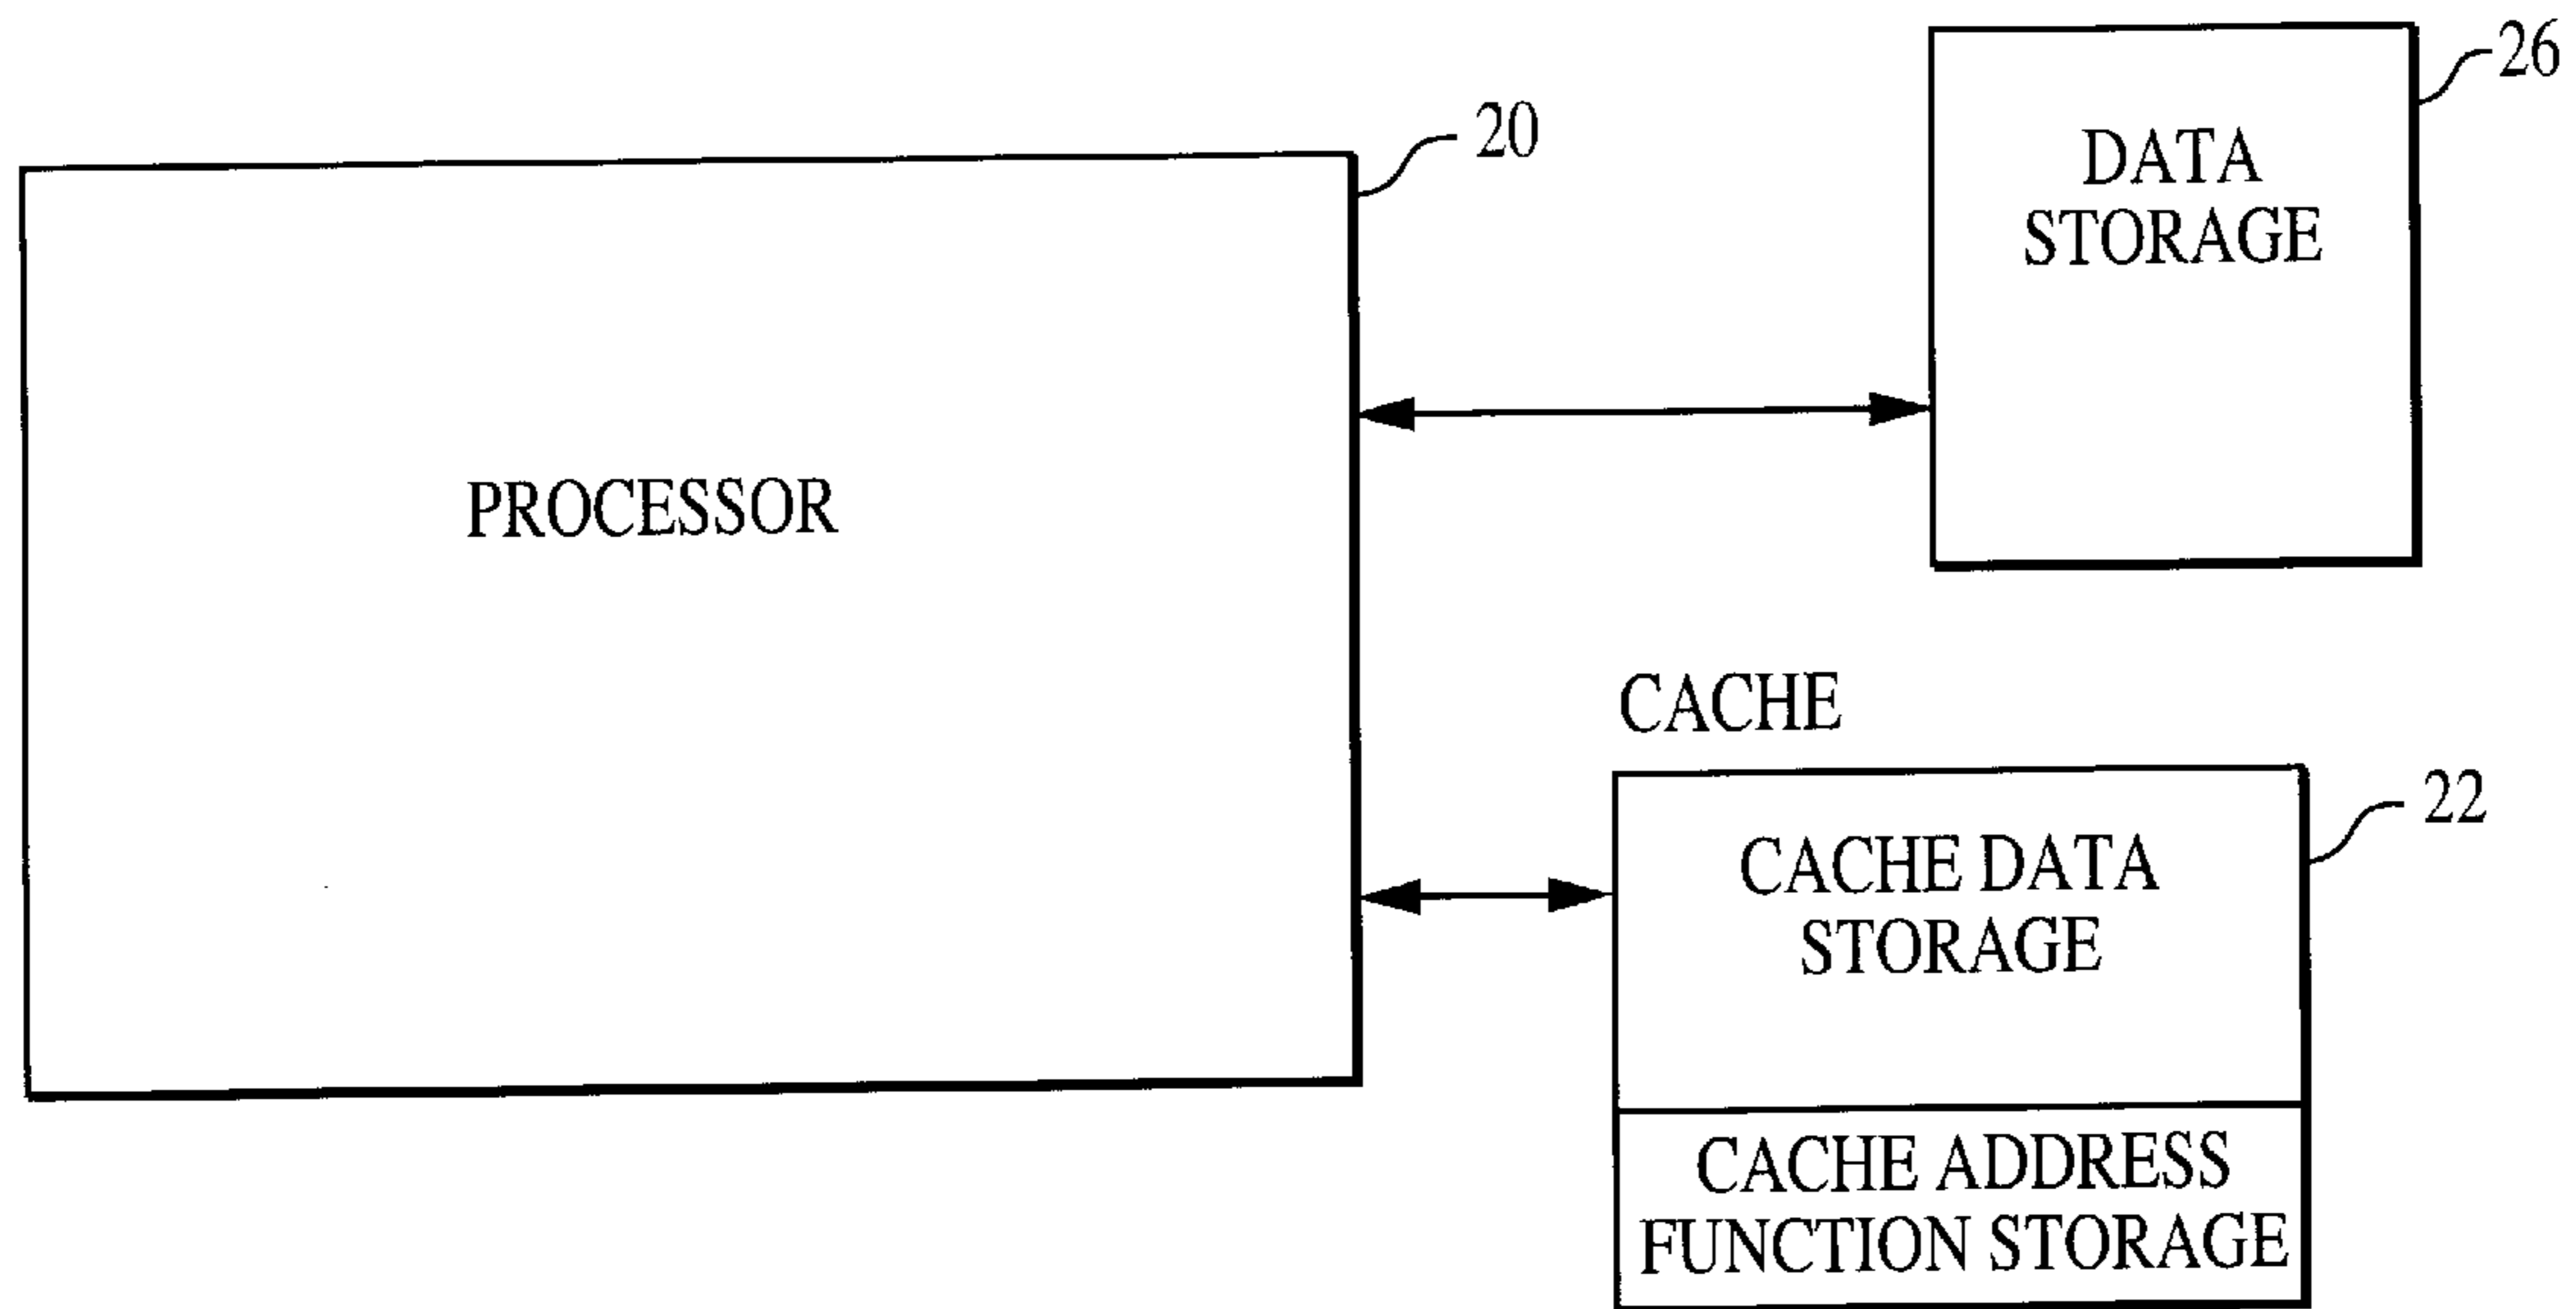 26
DATA
STORAGE
20
PROCESSOR
CACHE
22
CACHE DATA
STORAGE
CACHE ADDRESS
FUNCTION STORAGE